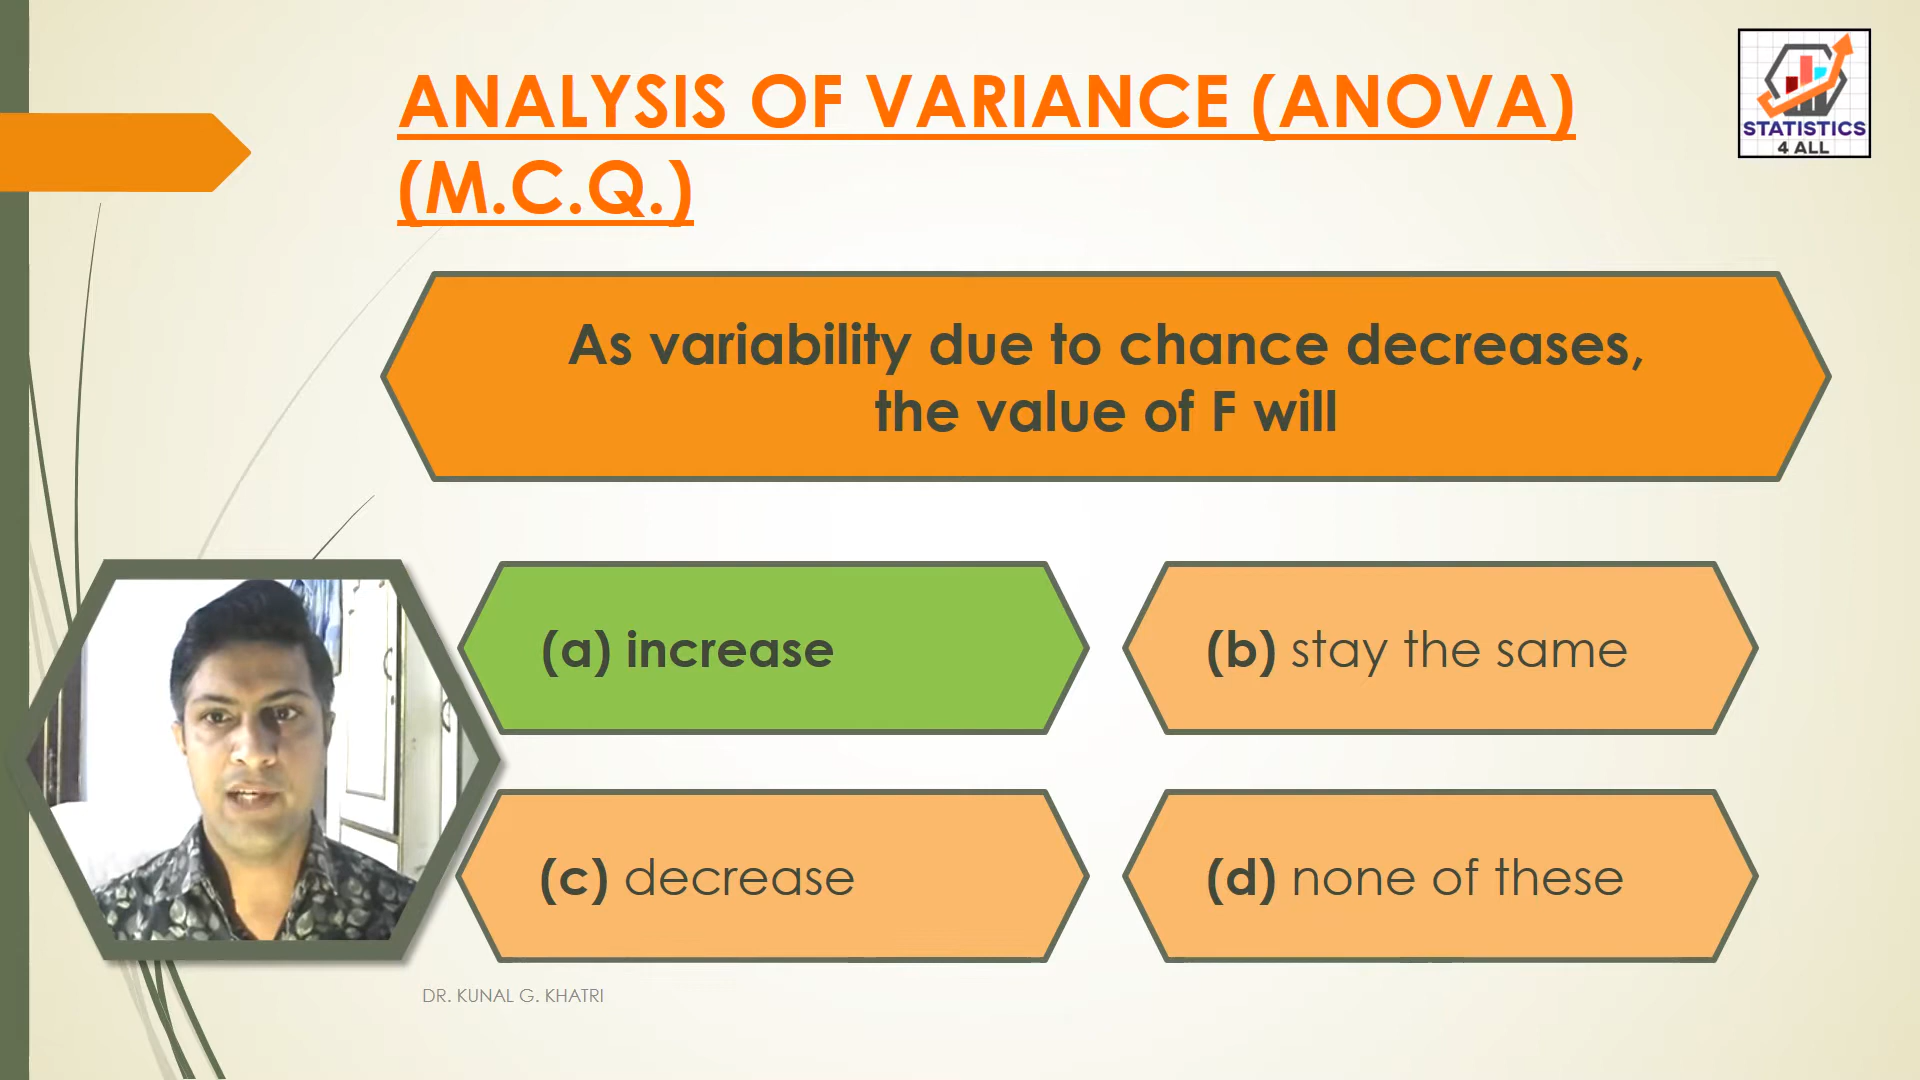 ANALYSIS OF VARIANCE (ANOVA)
(M.C.Q.)
STATISTICS
4 ALL
As variability due to chance decreases,
the value of F will
(a) increase
(b) stay the same
(c) decrease
(d) none of these
DR. KUNAL G. KHATRI